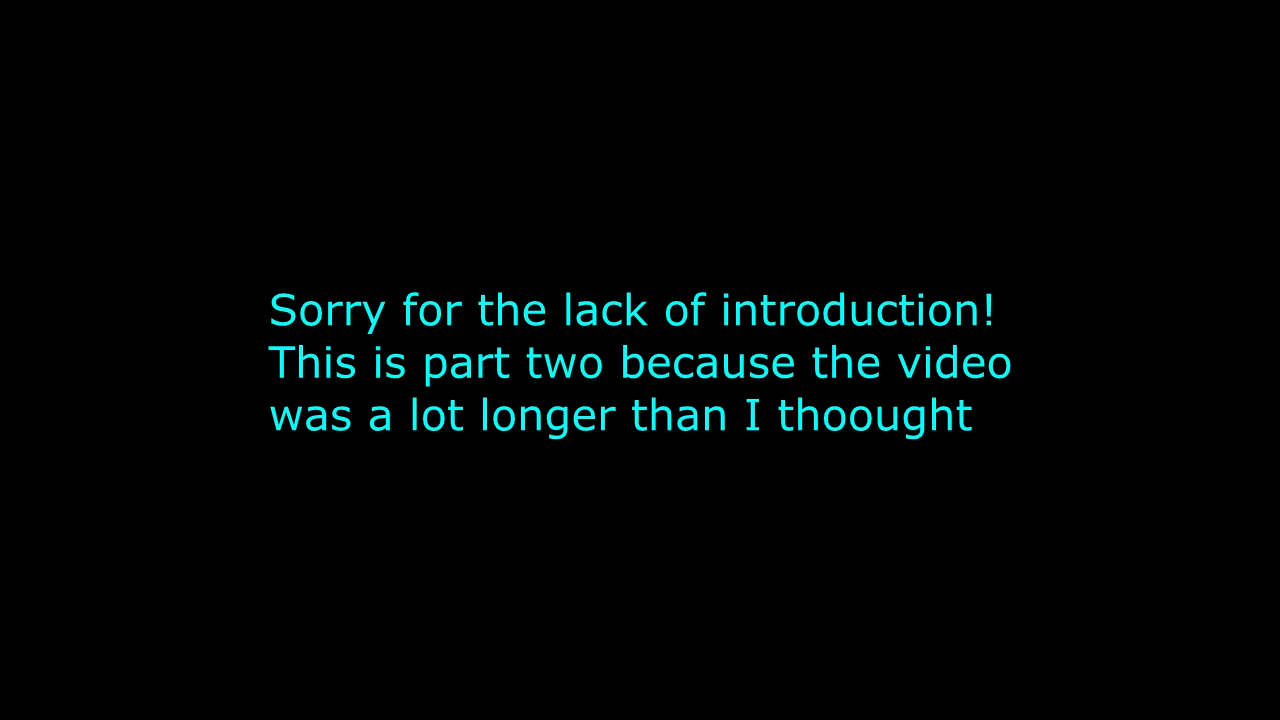 Sorry for the lack of introduction!
This is part two because the video
was a lot longer than I thoought